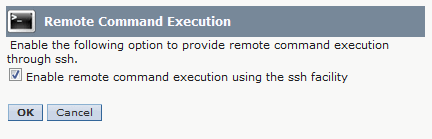 Remote Command Execution
Enable the following option to provide remote command execution
through ssh.
Enable remote command execution using the ssh facility
OK Cancel